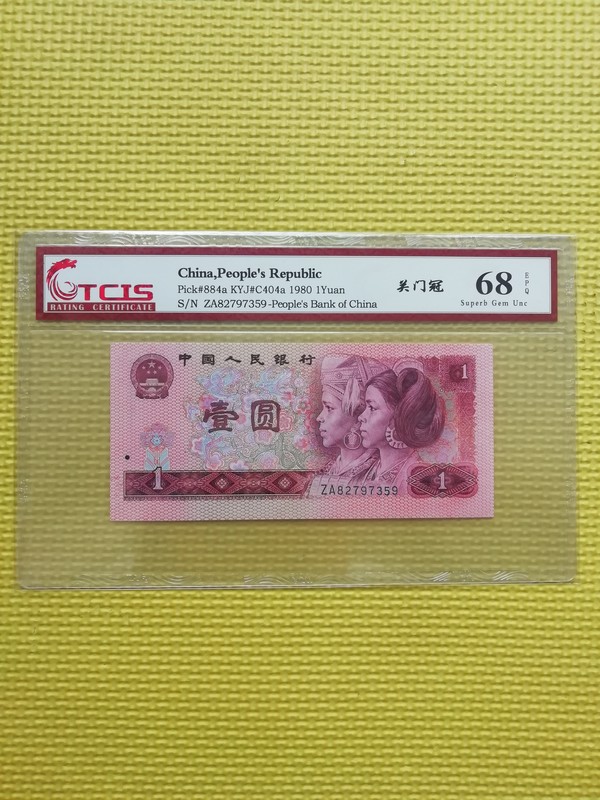 TCIS
RATING CERTIFICATE
China,People's Republic
Pick#884a KYJ#C404a 1980 1Yuan
S/N ZA82797359-People's Bank of China
关门冠
68 EPQ
Superb Gem Unc
中国人民银行
壹圆
1
1
1
ZA82797359